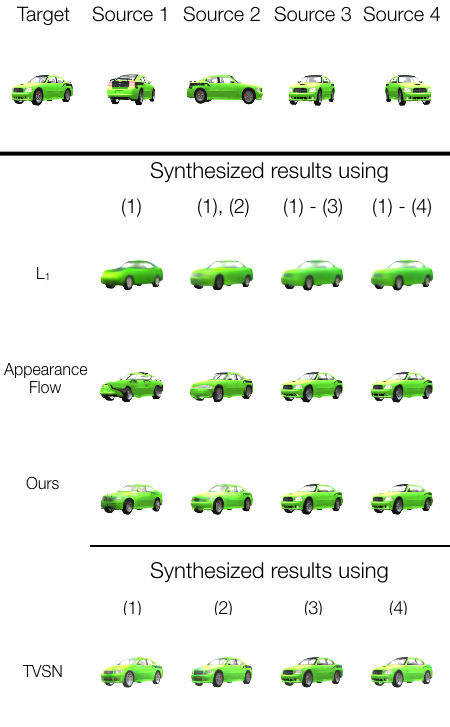 Target Source 1 Source 2 Source 3 Source 4
Synthesized results using
(1) (1), (2) (1) - (3) (1) - (4)
L1
Appearance
Flow
Ours
Synthesized results using
(1) (2) (3) (4)
TVSN